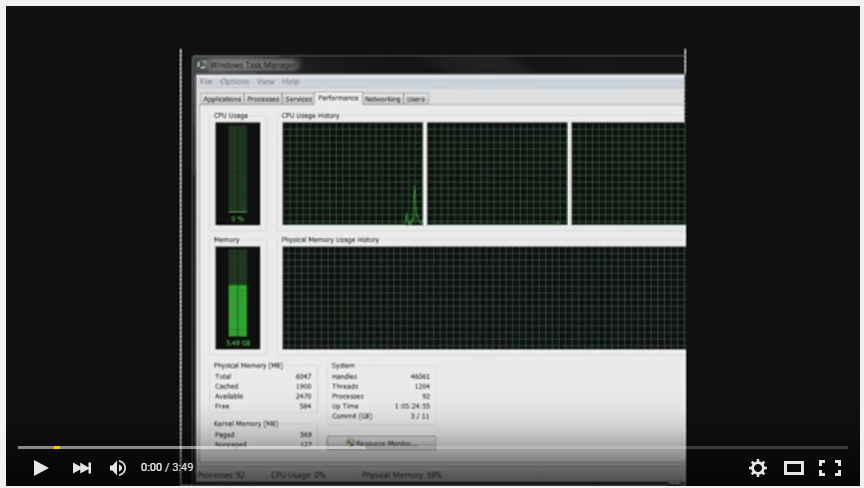 Windows Task Manager
File Options View Help
Applications Processes Services Performance Networking Users
CPU Usage CPU Usage History
0 %
Memory Physical Memory Usage History
3.49 GB
Physical Memory (MB) System
Total 6047 Handles 46061
Cached 1900 Threads 1204
Available 2470 Processes 92
Free 584 Up Time 1:05:24:55
Commit (GB) 3 / 11
Kernel Memory (MB)
Paged 569
Nonpaged 127 Resource Monitor...
0:00 / 3:49
Processes: 92 CPU Usage: 0% Physical Memory: 59%